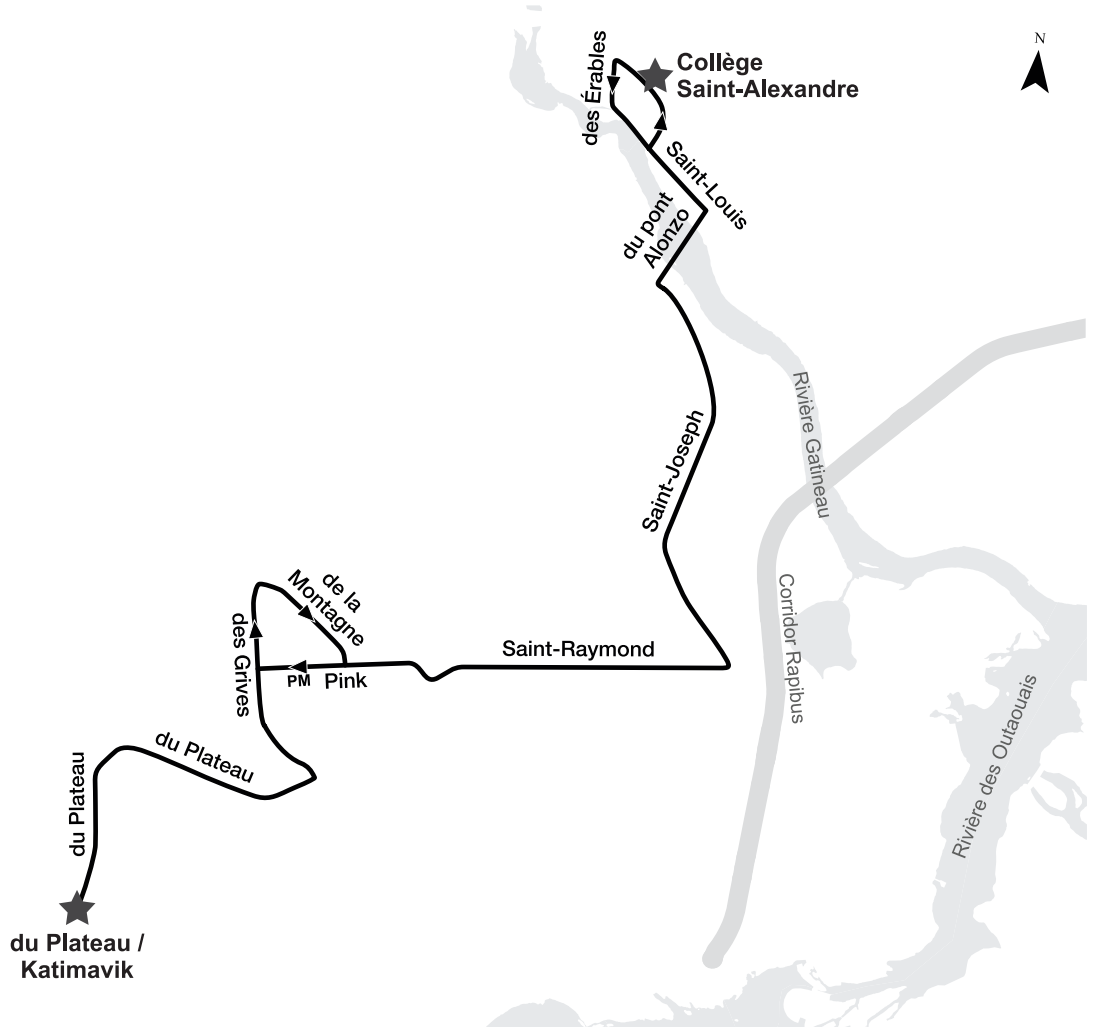 N
Collège
Saint-Alexandre
des Érables
Saint-Louis
du pont
Alonzo
Rivière Gatineau
Saint-Joseph
de la
Montagne
Corridor Rapibus
des Grives
Saint-Raymond
PM
Pink
Rivière des Outaouais
du Plateau
du Plateau
du Plateau /
Katimavik